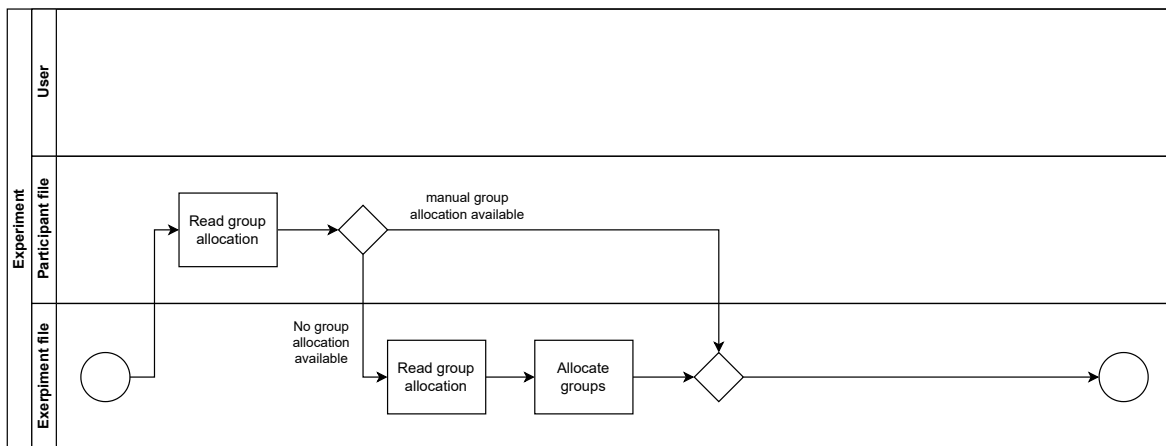 Experiment
User
Participant file
Exerpiment file
Read group
allocation
manual group
allocation available
No group
allocation
available
Read group
allocation
Allocate
groups